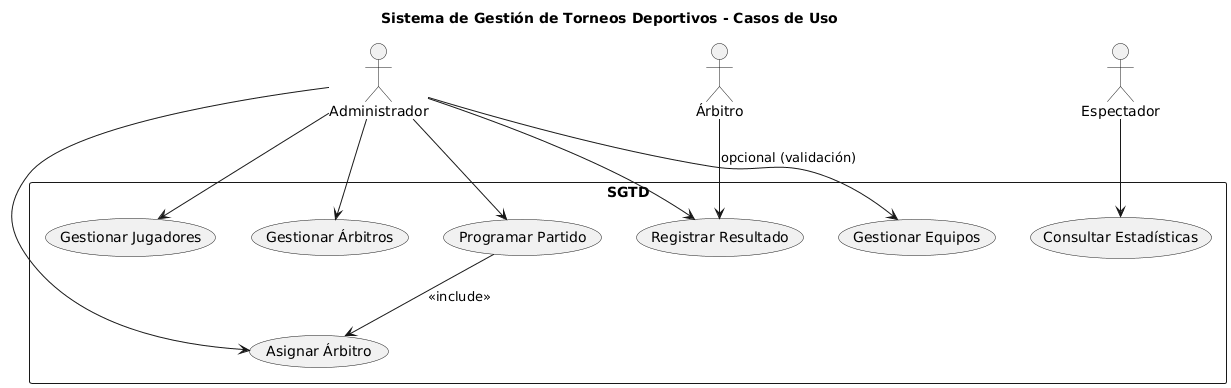 Sistema de Gestión de Torneos Deportivos - Casos de Uso
Administrador
Árbitro
Espectador
opcional (validación)
SGTD
Gestionar Jugadores
Gestionar Árbitros
Programar Partido
Registrar Resultado
Gestionar Equipos
Consultar Estadísticas
«include»
Asignar Árbitro